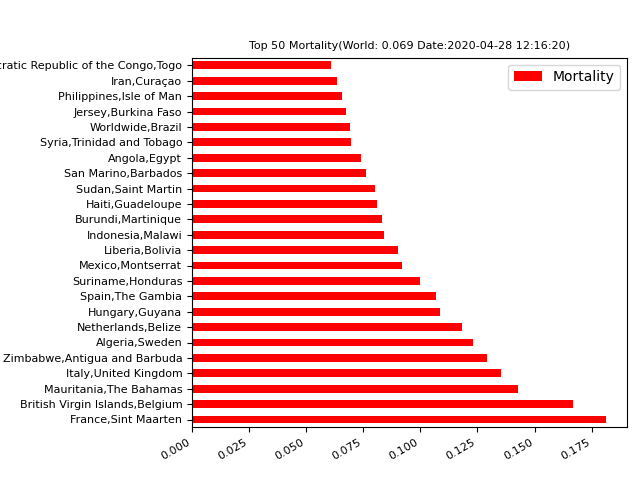 Top 50 Mortality(World: 0.069 Date:2020-04-28 12:16:20)
Mortality
Republic of the Congo,Togo
Iran,Curaçao
Philippines,Isle of Man
Jersey,Burkina Faso
Worldwide,Brazil
Syria,Trinidad and Tobago
Angola,Egypt
San Marino,Barbados
Sudan,Saint Martin
Haiti,Guadeloupe
Burundi,Martinique
Indonesia,Malawi
Liberia,Bolivia
Mexico,Montserrat
Suriname,Honduras
Spain,The Gambia
Hungary,Guyana
Netherlands,Belize
Algeria,Sweden
Zimbabwe,Antigua and Barbuda
Italy,United Kingdom
Mauritania,The Bahamas
British Virgin Islands,Belgium
France,Sint Maarten
0.000 0.025 0.050 0.075 0.100 0.125 0.150 0.175